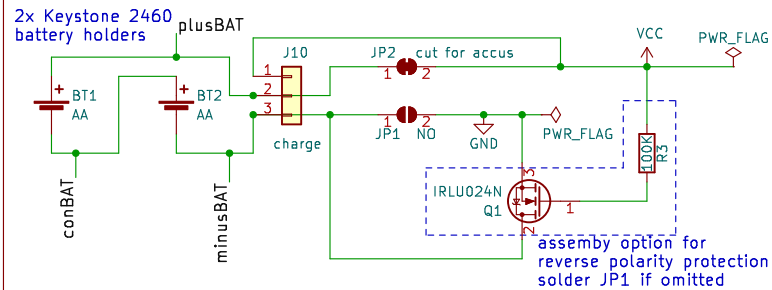 2x Keystone 2460
battery holders
plusBAT
J10
JP2
cut for accus
VCC
PWR_FLAG
1
2
3
1
2
+
BT1
AA
+
BT2
AA
charge
1
2
JP1
NO
GND
PWR_FLAG
100K
R3
conBAT
minusBAT
IRLU024N
Q1
3
1
2
assemby option for
reverse polarity protection
solder JP1 if omitted